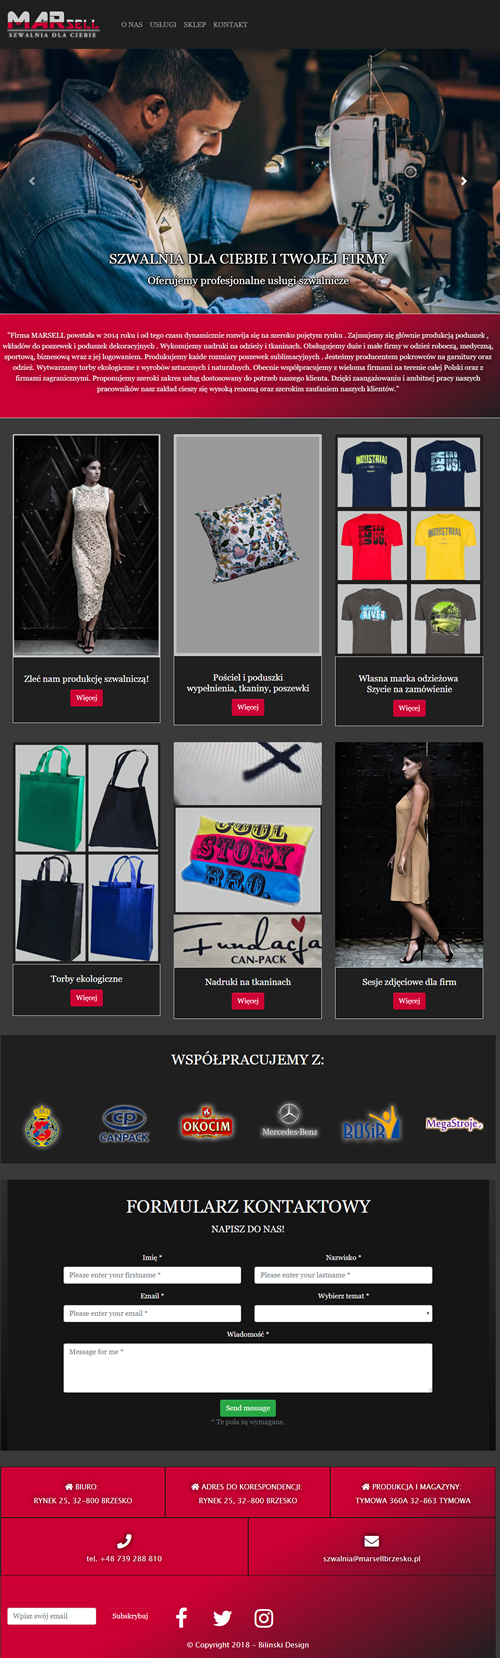 MARSELL
SZWALNIA DLA CIEBIE
O NAS USŁUGI SKLEP KONTAKT
SZWALNIA DLA CIEBIE I TWOJEJ FIRMY
Oferujemy profesjonalne usługi szwalnicze
"Firma MARSELL powstała w 2014 roku i od tego czasu dynamicznie rozwija się na szeroko pojętym rynku . Zajmujemy się głównie produkcją poduszek ,
wkładów do poszewek i poduszek dekoracyjnych . Wykonujemy nadruki na odzieży i tkaninach. Obsługujemy duże i małe firmy w odzież roboczą, medyczną,
sportową, biznesową wraz z jej logowaniem. Produkujemy każde rozmiary poszewek sublimacyjnych . Jesteśmy producentem pokrowców na garnitury oraz
odzież. Wytwarzamy torby ekologiczne z wyrobów sztucznych i naturalnych. Obecnie współpracujemy z wieloma firmami na terenie całej Polski oraz z
firmami zagranicznymi. Proponujemy szeroki zakres usług dostosowany do potrzeb naszego klienta. Dzięki zaangażowaniu i ambitnej pracy naszych
pracowników nasz zakład cieszy się wysoką renomą oraz szerokim zaufaniem naszych klientów."
INDUSTRIAL
INDUSTRIAL
RIVER
Zleć nam produkcję szwalniczą!
Więcej
Pościel i poduszki
wypełnienia, tkaniny, poszewki
Więcej
Własna marka odzieżowa
Szycie na zamówienie
Więcej
COOL
STORY
BRO.
Fundacja
CAN-PACK
Torby ekologiczne
Więcej
Nadruki na tkaninach
Więcej
Sesje zdjęciowe dla firm
Więcej
WSPÓŁPRACUJEMY Z:
CP
CANPACK
OKOCIM
Mercedes-Benz
BOSiR
MegaStroje
FORMULARZ KONTAKTOWY
NAPISZ DO NAS!
Imię * Nazwisko *
Please enter your firstname * Please enter your lastname *
Email * Wybierz temat *
Please enter your email *
Wiadomość *
Message for me *
Send message
* Te pola są wymagane.
BIURO:
RYNEK 25, 32-800 BRZESKO
ADRES DO KORESPONDENCJI:
RYNEK 25, 32-800 BRZESKO
PRODUKCJA I MAGAZYNY:
TYMOWA 360A 32-863 TYMOWA
tel. +48 739 288 810
szwalnia@marsellbrzesko.pl
Wpisz swój email Subskrybuj
© Copyright 2018 - Bilinski Design